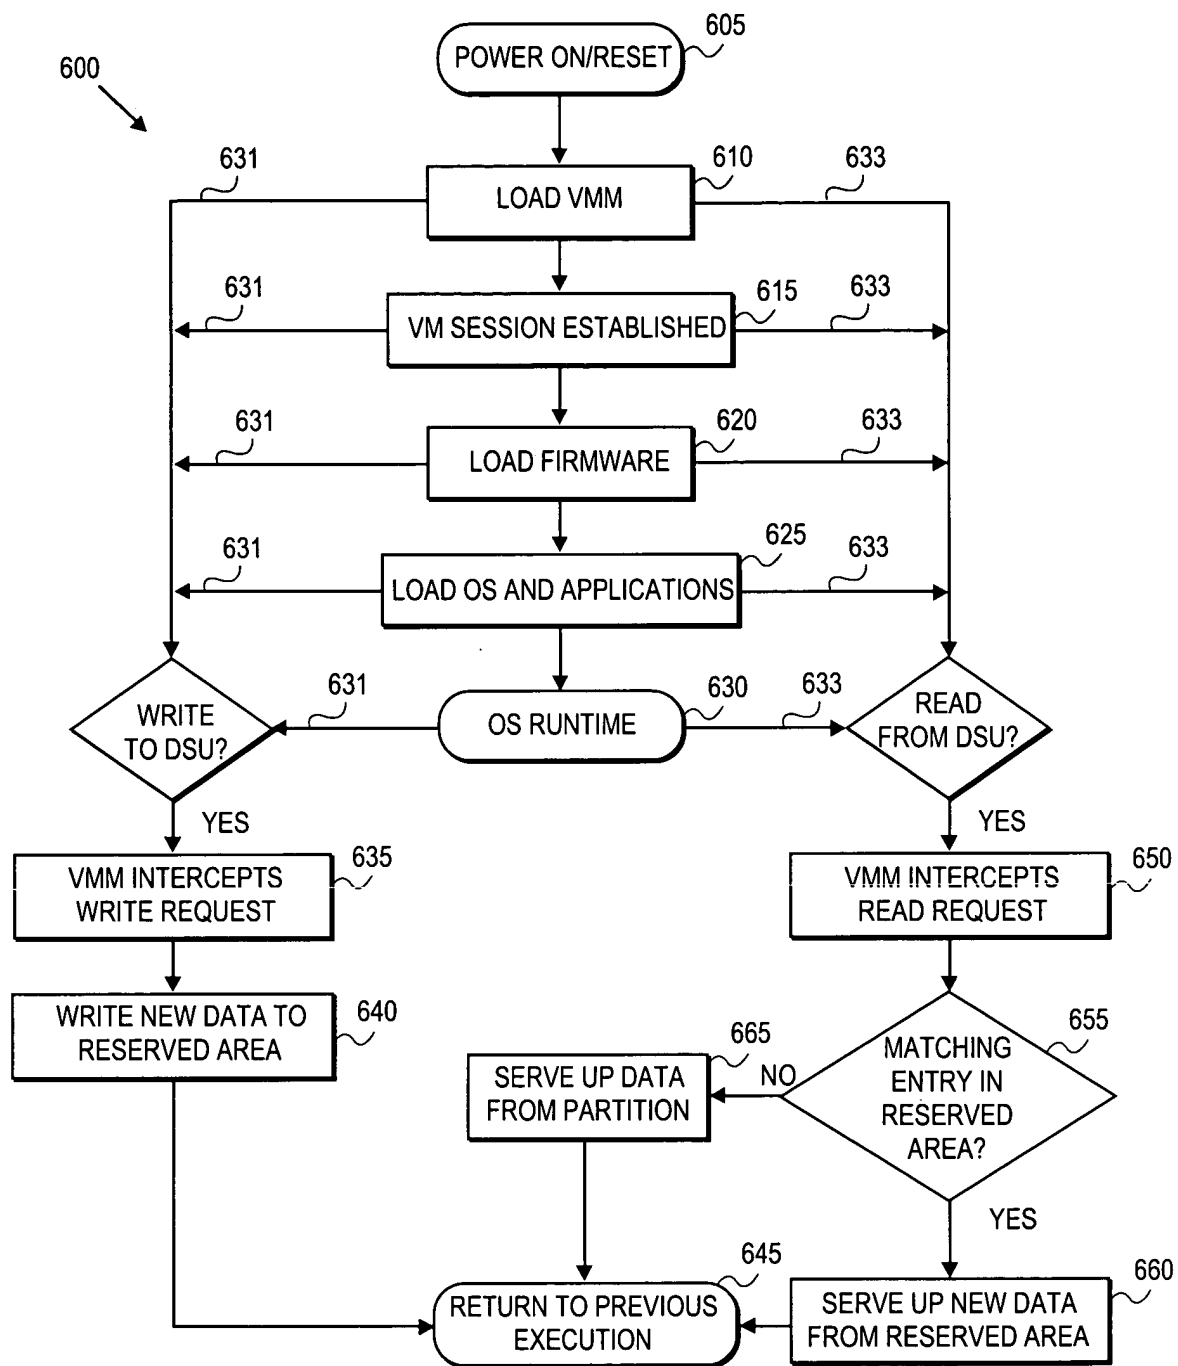 605
POWER ON/RESET
600
631
610
633
LOAD VMM
631
615
633
VM SESSION ESTABLISHED
631
620
633
LOAD FIRMWARE
631
625
633
LOAD OS AND APPLICATIONS
WRITE
TO DSU?
631
OS RUNTIME
630
633
READ
FROM DSU?
YES
YES
VMM INTERCEPTS
WRITE REQUEST
635
VMM INTERCEPTS
READ REQUEST
650
WRITE NEW DATA TO
RESERVED AREA
640
SERVE UP DATA
FROM PARTITION
665
NO
MATCHING
ENTRY IN
RESERVED
AREA?
655
YES
RETURN TO PREVIOUS
EXECUTION
645
SERVE UP NEW DATA
FROM RESERVED AREA
660